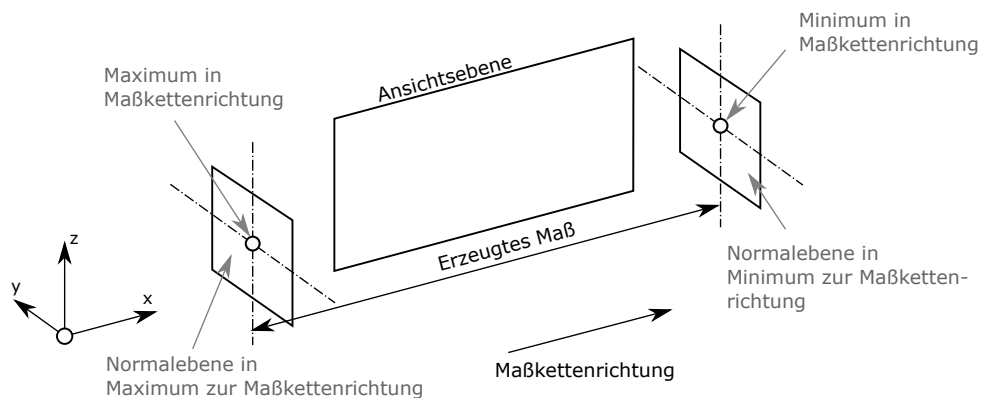 Minimum in
Maßkettenrichtung
Ansichtsebene
Maximum in
Maßkettenrichtung
Erzeugtes Maß
z
y
x
Normalebene in
Minimum zur Maßketten-
richtung
Normalebene in
Maximum zur Maßkettenrichtung
Maßkettenrichtung